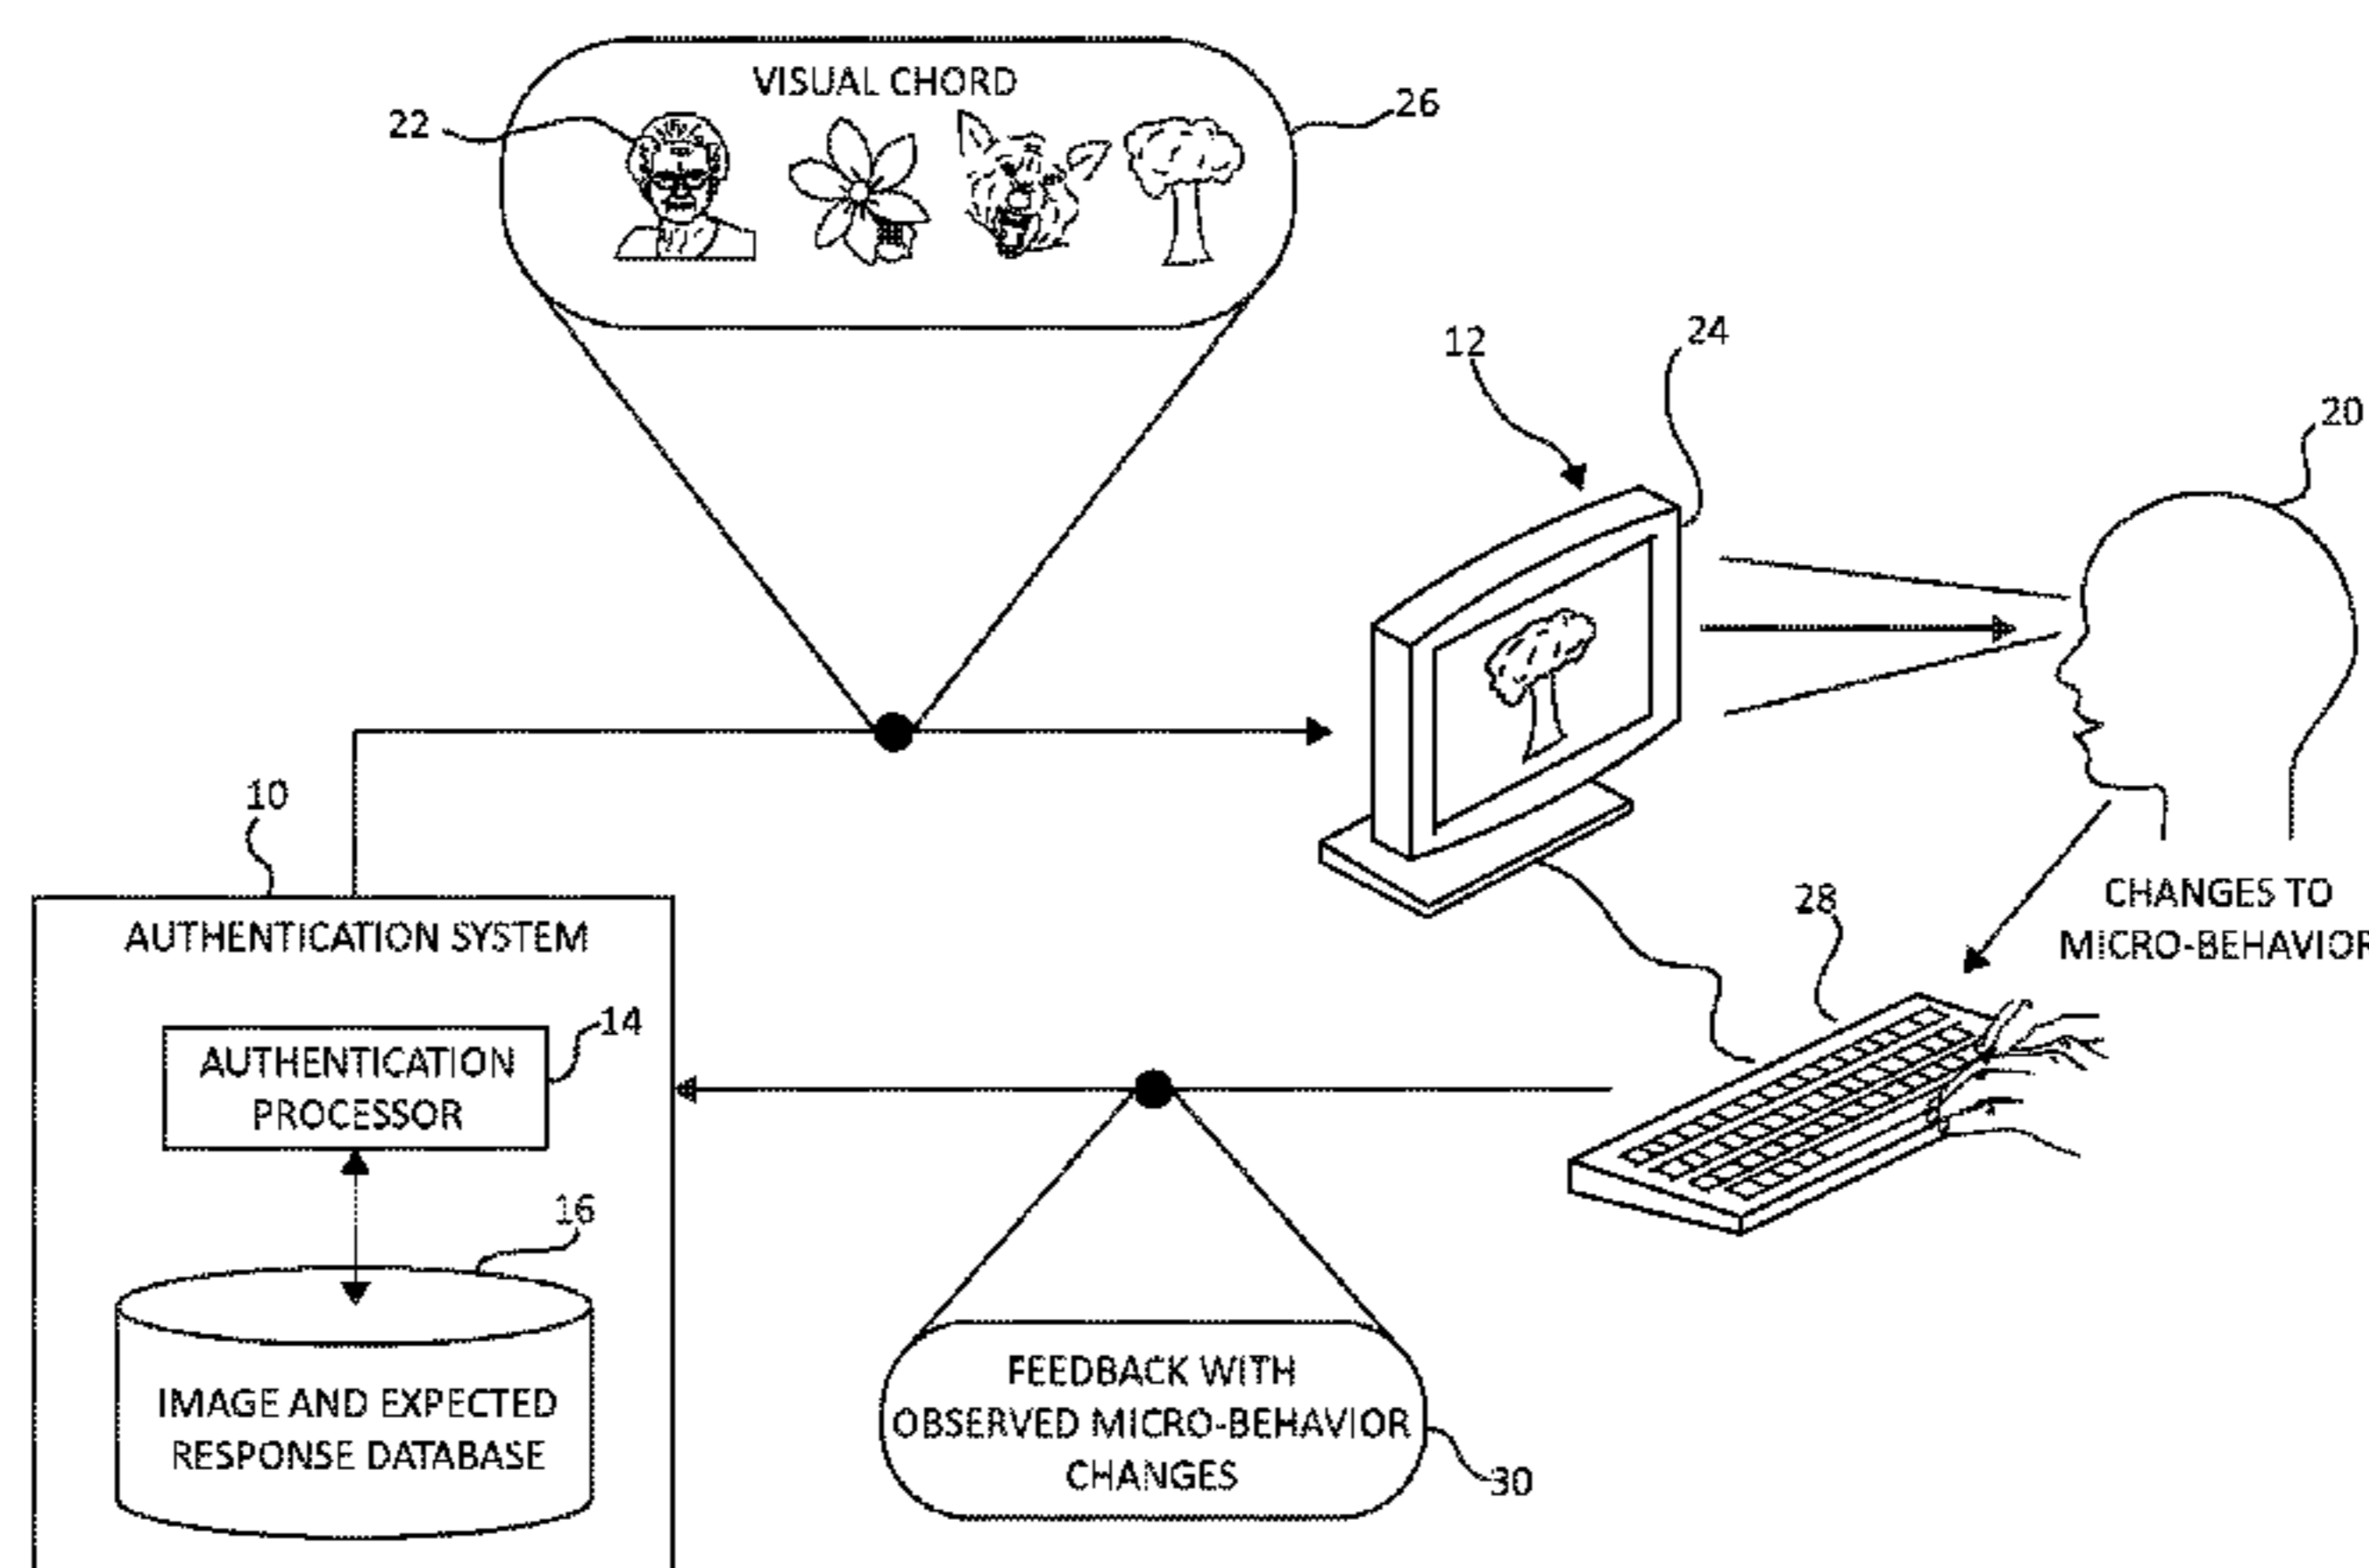 VISUAL CHORD
22
26
12
24
20
10
AUTHENTICATION SYSTEM
14
AUTHENTICATION
PROCESSOR
16
IMAGE AND EXPECTED
RESPONSE DATABASE
28
CHANGES TO
MICRO-BEHAVIOR
FEEDBACK WITH
OBSERVED MICRO-BEHAVIOR
CHANGES
30